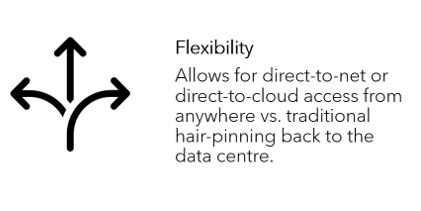 Flexibility
Allows for direct-to-net or
direct-to-cloud access from
anywhere vs. traditional
hair-pinning back to the
data centre.